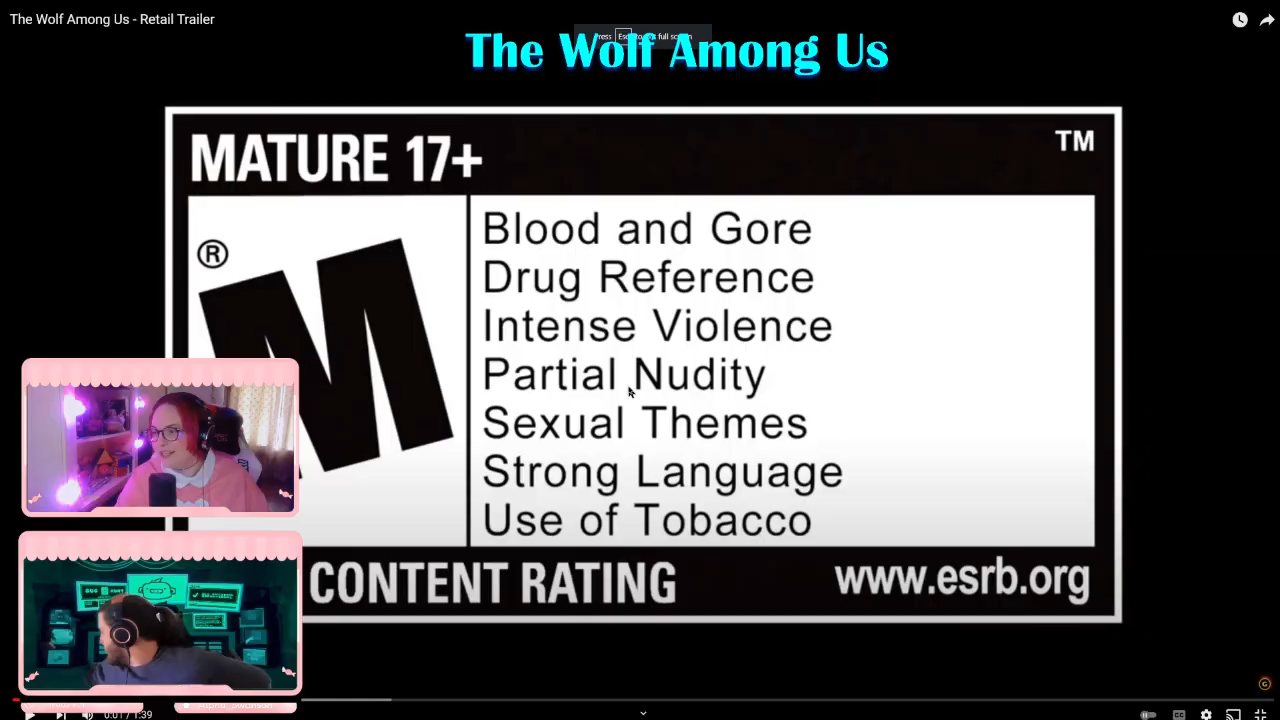 The Wolf Among Us - Retail Trailer
The Wolf Among Us
MATURE 17+
TM
®
M
Blood and Gore
Drug Reference
Intense Violence
Partial Nudity
Sexual Themes
Strong Language
Use of Tobacco
CONTENT RATING
www.esrb.org
0:01 / 1:39